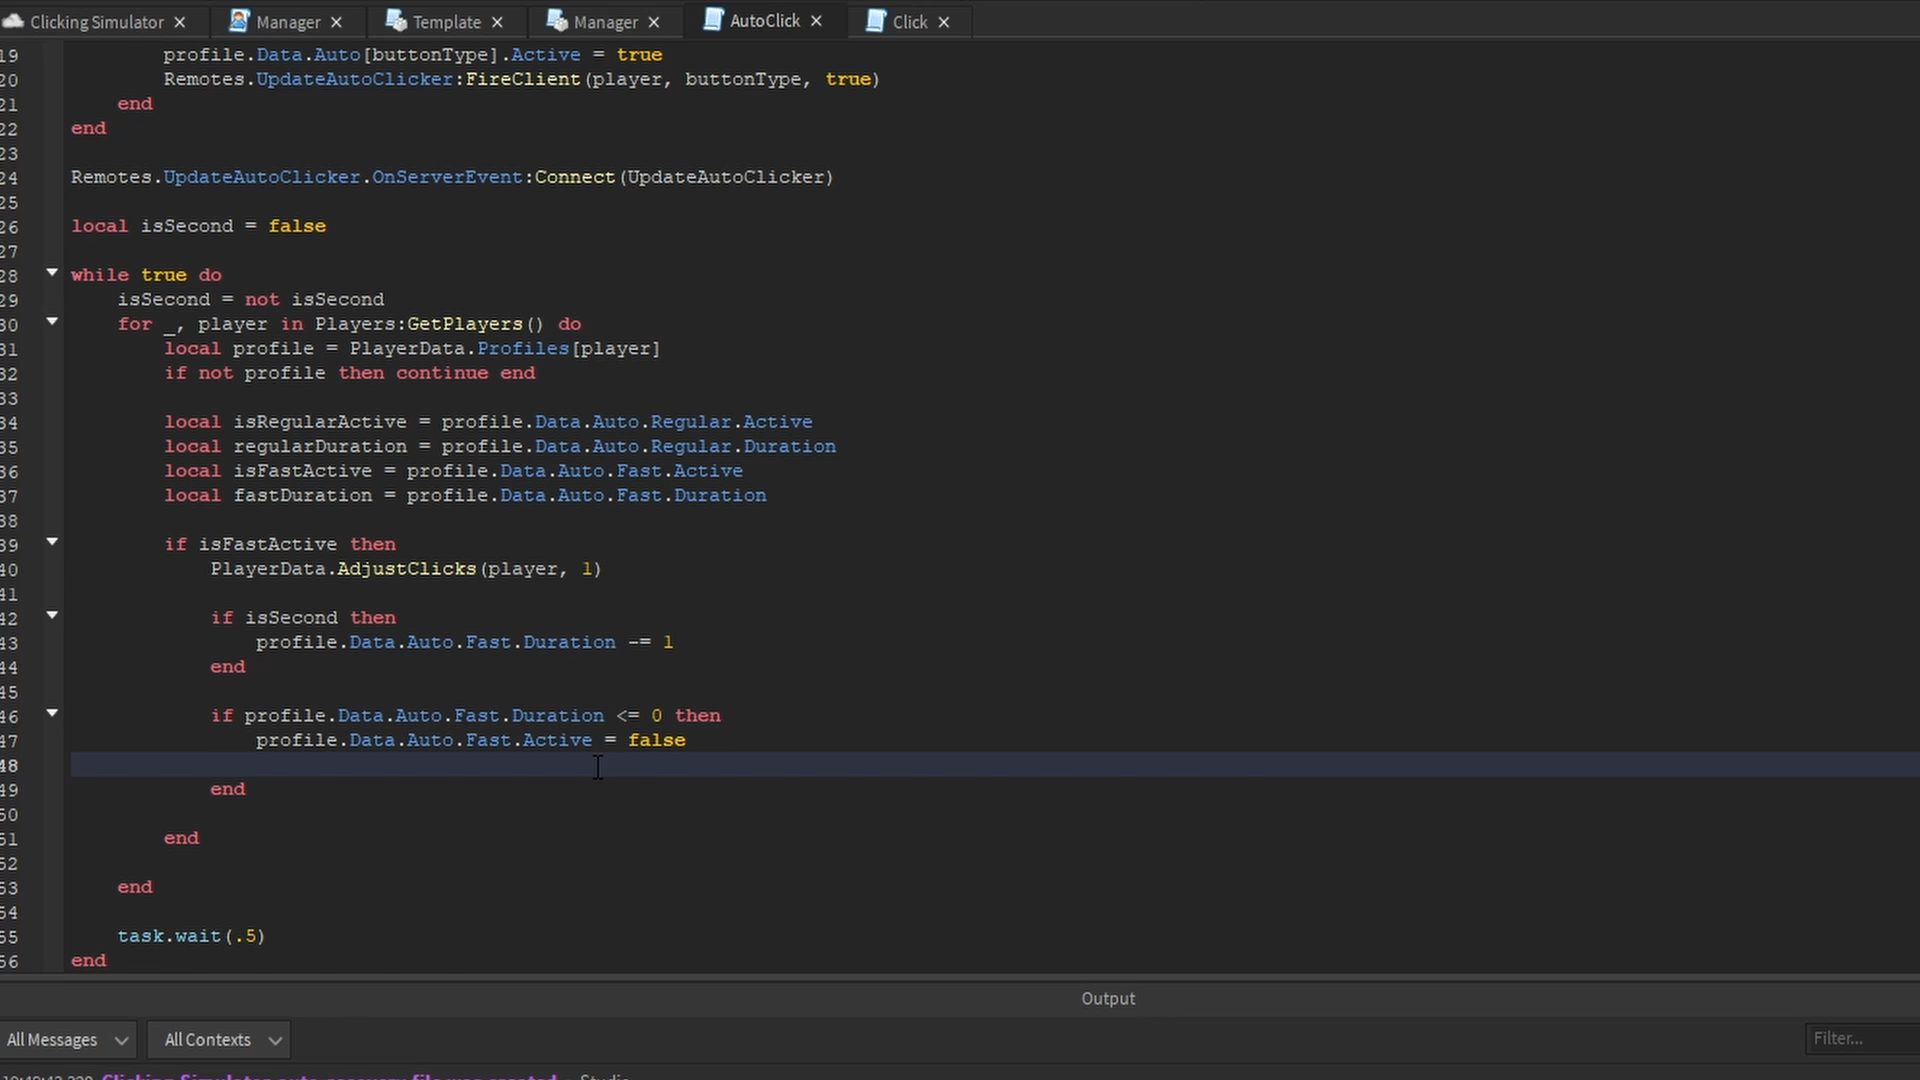 Clicking Simulator × Manager × Template × Manager × AutoClick × Click ×
19 profile.Data.Auto[buttonType].Active = true
20 Remotes.UpdateAutoClicker:FireClient(player, buttonType, true)
21 end
22 end
23
24 Remotes.UpdateAutoClicker.OnServerEvent:Connect(UpdateAutoClicker)
25
26 local isSecond = false
27
28 while true do
29 isSecond = not isSecond
30 for _, player in Players:GetPlayers() do
31 local profile = PlayerData.Profiles[player]
32 if not profile then continue end
33
34 local isRegularActive = profile.Data.Auto.Regular.Active
35 local regularDuration = profile.Data.Auto.Regular.Duration
36 local isFastActive = profile.Data.Auto.Fast.Active
37 local fastDuration = profile.Data.Auto.Fast.Duration
38
39 if isFastActive then
40 PlayerData.AdjustClicks(player, 1)
41
42 if isSecond then
43 profile.Data.Auto.Fast.Duration -= 1
44 end
45
46 if profile.Data.Auto.Fast.Duration <= 0 then
47 profile.Data.Auto.Fast.Active = false
48
49 end
50
51 end
52
53 end
54
55 task.wait(.5)
56 end
Output
All Messages All Contexts Filter...
Clicking Simulator auto-recovery file was created - Studio